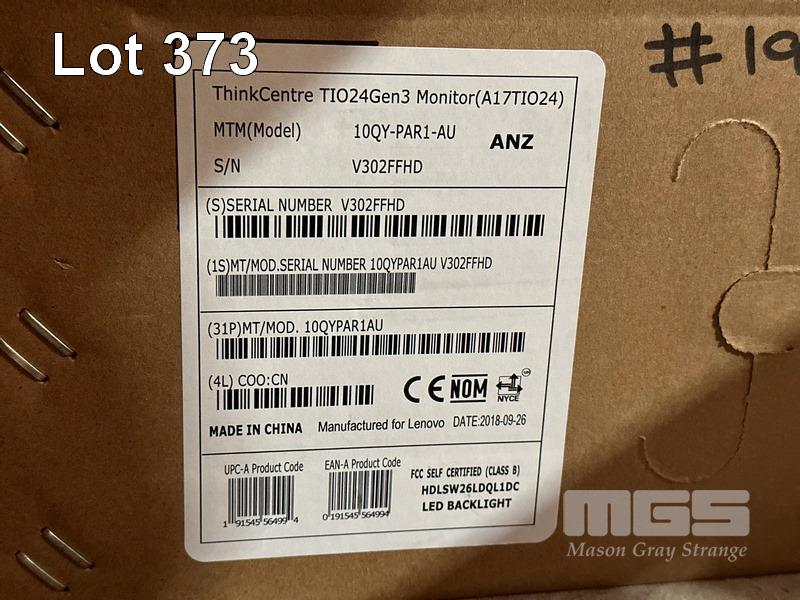 Lot 373
#19
ThinkCentre TIO24Gen3 Monitor(A17TIO24)
MTM(Model) 10QY-PAR1-AU ANZ
S/N V302FFHD
(S)SERIAL NUMBER V302FFHD
(1S)MT/MOD.SERIAL NUMBER 10QYPAR1AU V302FFHD
(31P)MT/MOD. 10QYPAR1AU
(4L) COO:CN CE NOM NYCE
MADE IN CHINA Manufactured for Lenovo DATE:2018-09-26
UPC-A Product Code EAN-A Product Code FCC SELF CERTIFIED (CLASS B)
HDLSW26LDQL1DC
LED BACKLIGHT
1 91545 56499 4 0 191545 564994
MGS
Mason Gray Strange